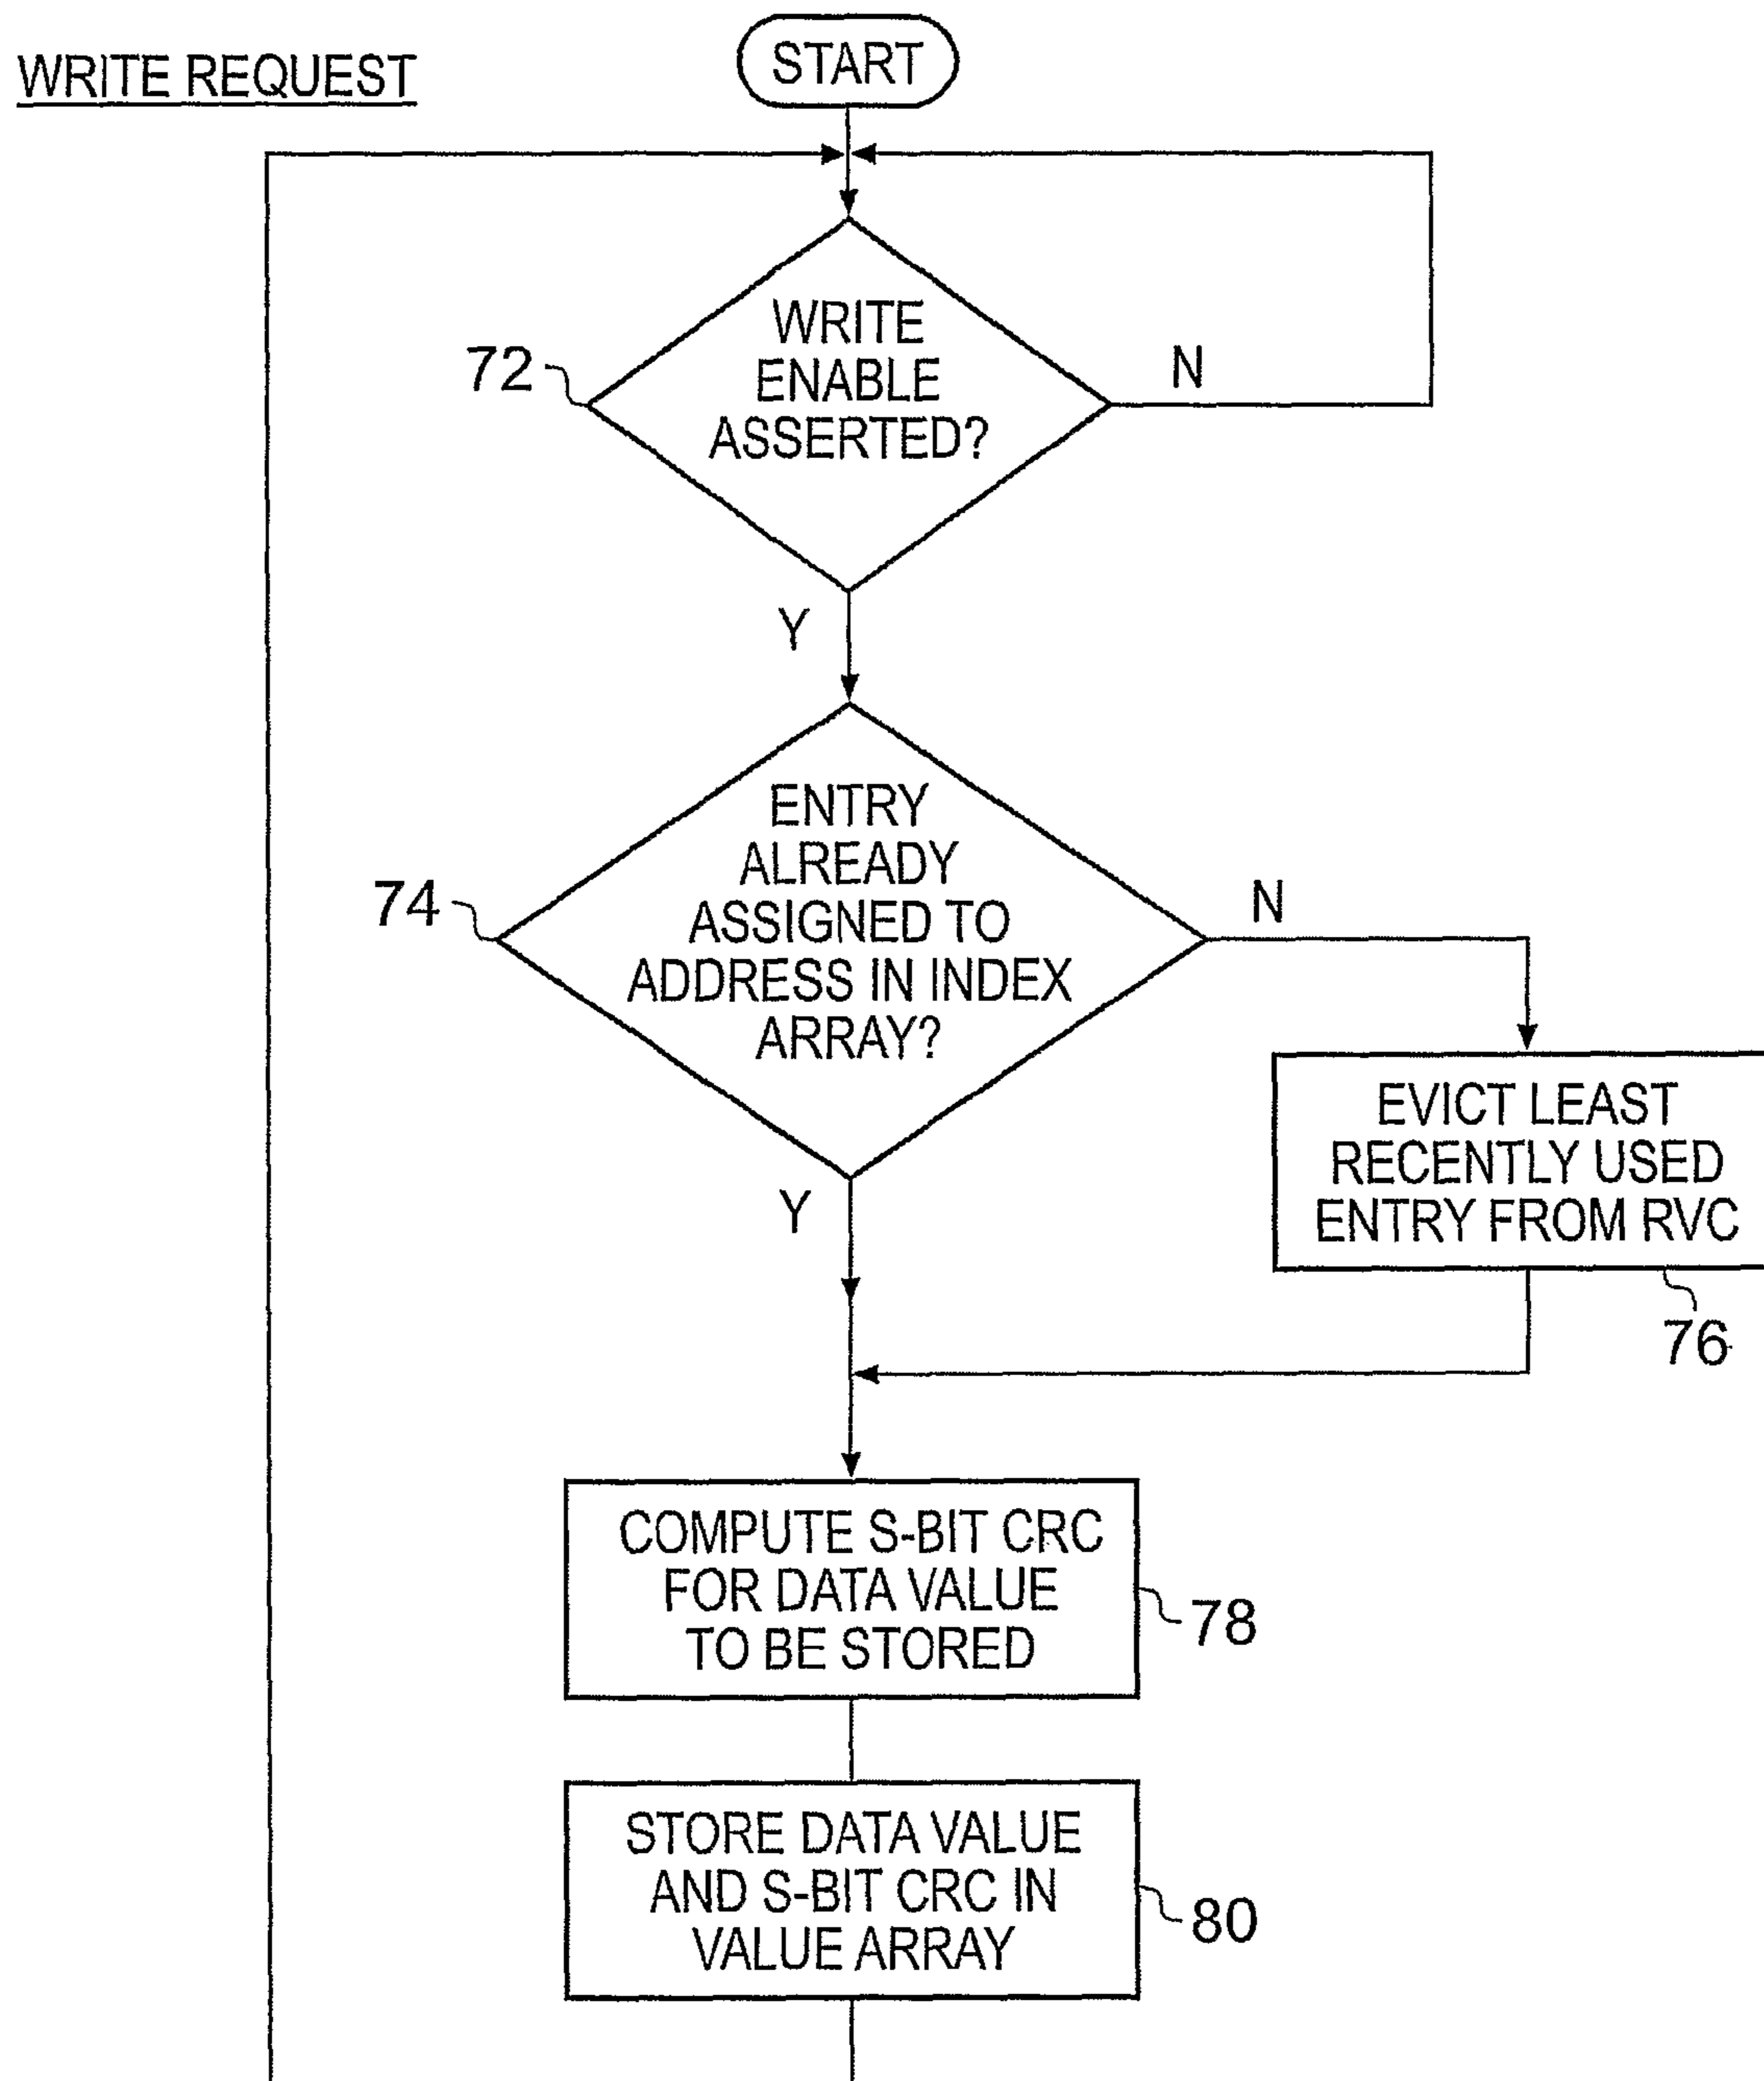 WRITE REQUEST
START
WRITE
ENABLE
ASSERTED?
72
N
Y
ENTRY
ALREADY
ASSIGNED TO
ADDRESS IN INDEX
ARRAY?
74
N
EVICT LEAST
RECENTLY USED
ENTRY FROM RVC
76
Y
COMPUTE S-BIT CRC
FOR DATA VALUE
TO BE STORED
78
STORE DATA VALUE
AND S-BIT CRC IN
VALUE ARRAY
80